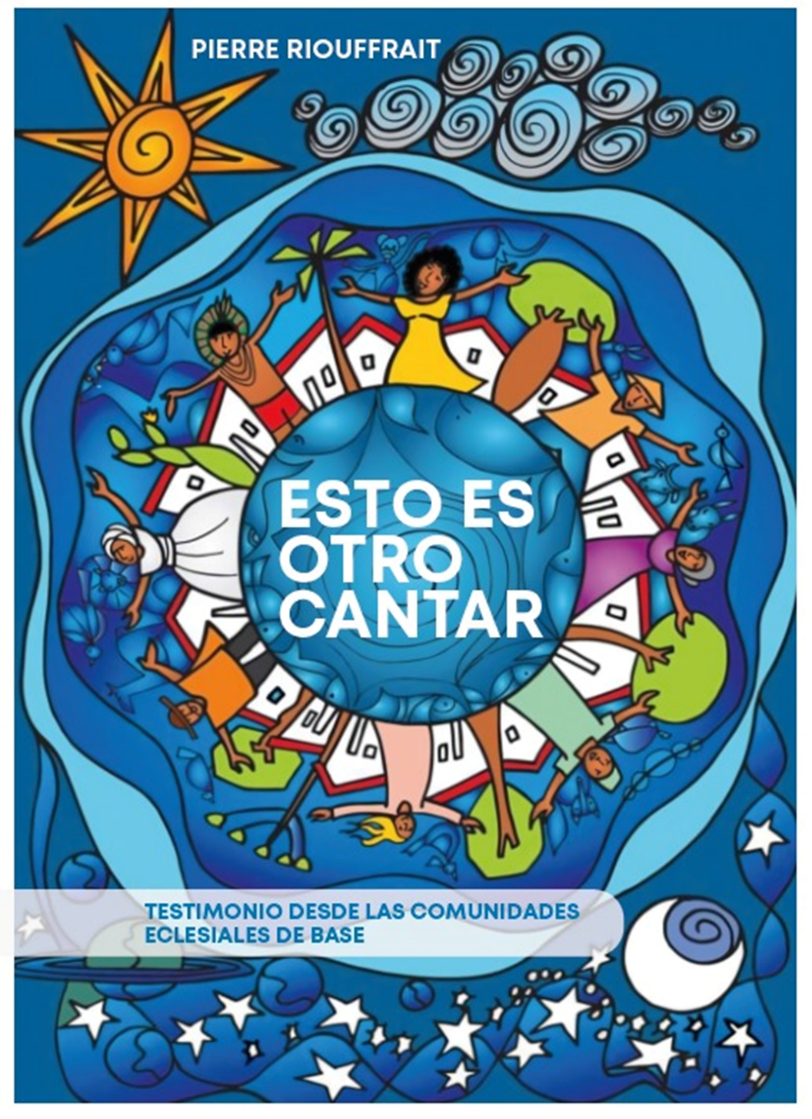 PIERRE RIOUFFRAIT
ESTO ES
OTRO
CANTAR
TESTIMONIO DESDE LAS COMUNIDADES
ECLESIALES DE BASE